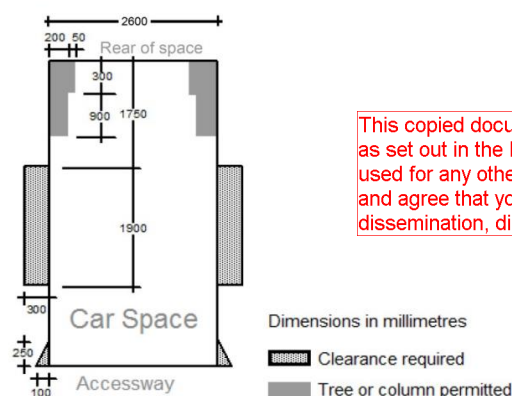 2600
200 50 Rear of space
300
900 1750
1900
300
Car Space
250
Accessway
100
This copied docu
as set out in the
used for any othe
and agree that yo
dissemination, di
Dimensions in millimetres
Clearance required
Tree or column permitted